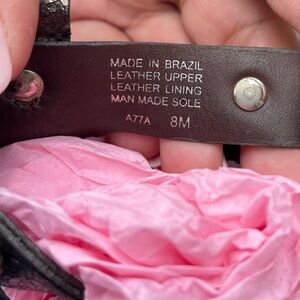 MADE IN BRAZIL
LEATHER UPPER
LEATHER LINING
MAN MADE SOLE
A77A 8M